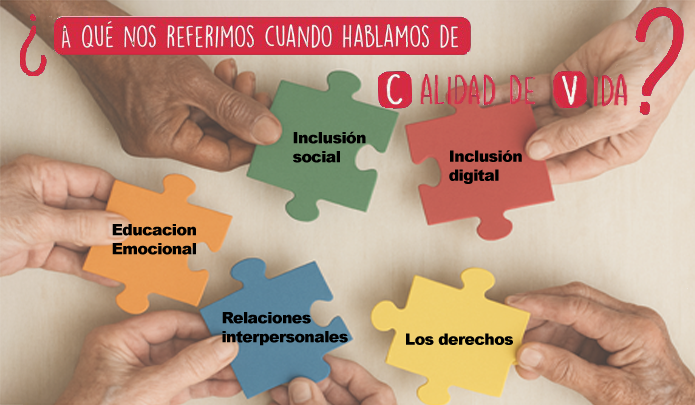 ¿A QUÉ NOS REFERIMOS CUANDO HABLAMOS DE
CALIDAD DE VIDA?
Inclusión
social
Inclusión
digital
Educacion
Emocional
Relaciones
interpersonales
Los derechos